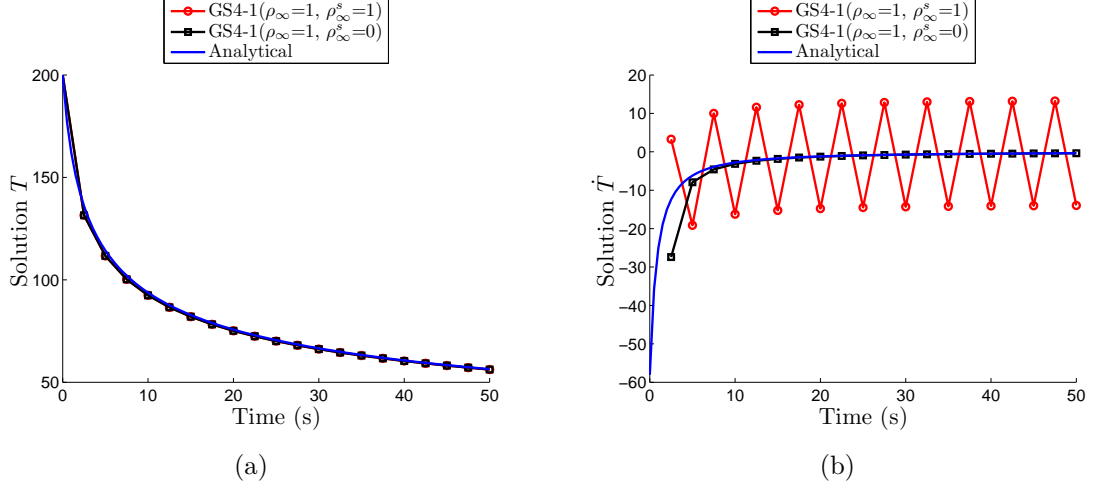 GS4-1(ρ∞=1, ρ∞^s=1)
GS4-1(ρ∞=1, ρ∞^s=0)
Analytical
200
150
100
50
Solution T
0 10 20 30 40 50
Time (s)
(a)
GS4-1(ρ∞=1, ρ∞^s=1)
GS4-1(ρ∞=1, ρ∞^s=0)
Analytical
20
10
0
−10
−20
−30
−40
−50
−60
Solution Ṫ
0 10 20 30 40 50
Time (s)
(b)